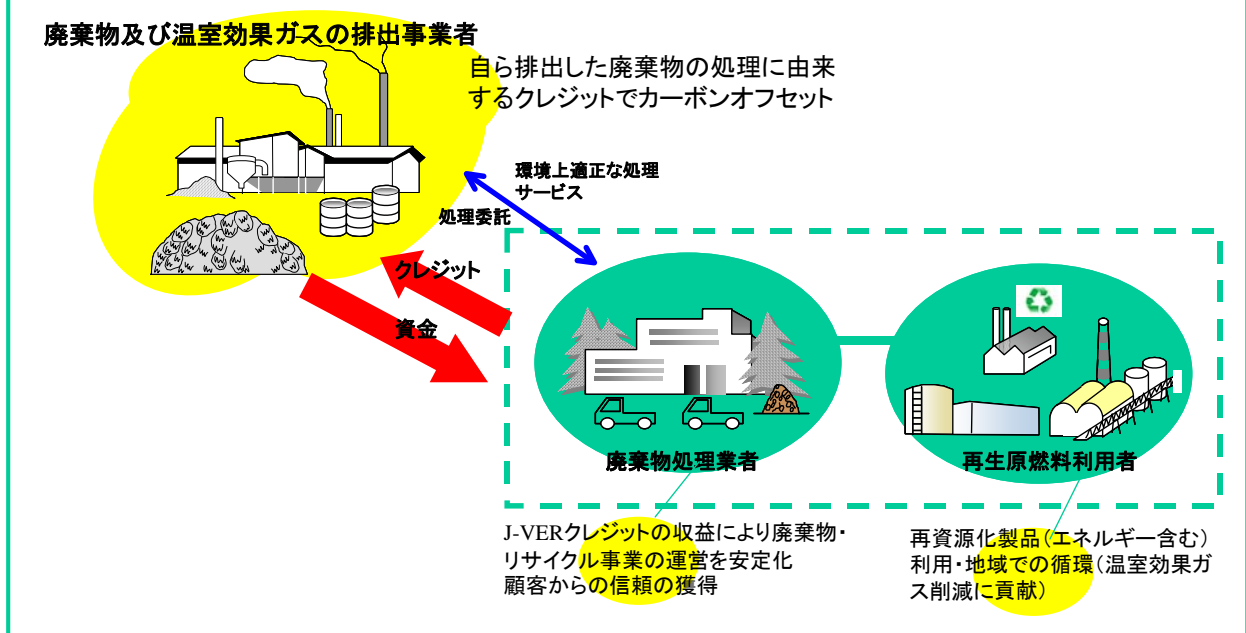 廃棄物及び温室効果ガスの排出事業者
自ら排出した廃棄物の処理に由来
するクレジットでカーボンオフセット
環境上適正な処理
サービス
処理委託
クレジット
資金
廃棄物処理業者
再生原燃料利用者
J-VERクレジットの収益により廃棄物・
リサイクル事業の運営を安定化
顧客からの信頼の獲得
再資源化製品（エネルギー含む）
利用・地域での循環（温室効果ガ
ス削減に貢献）